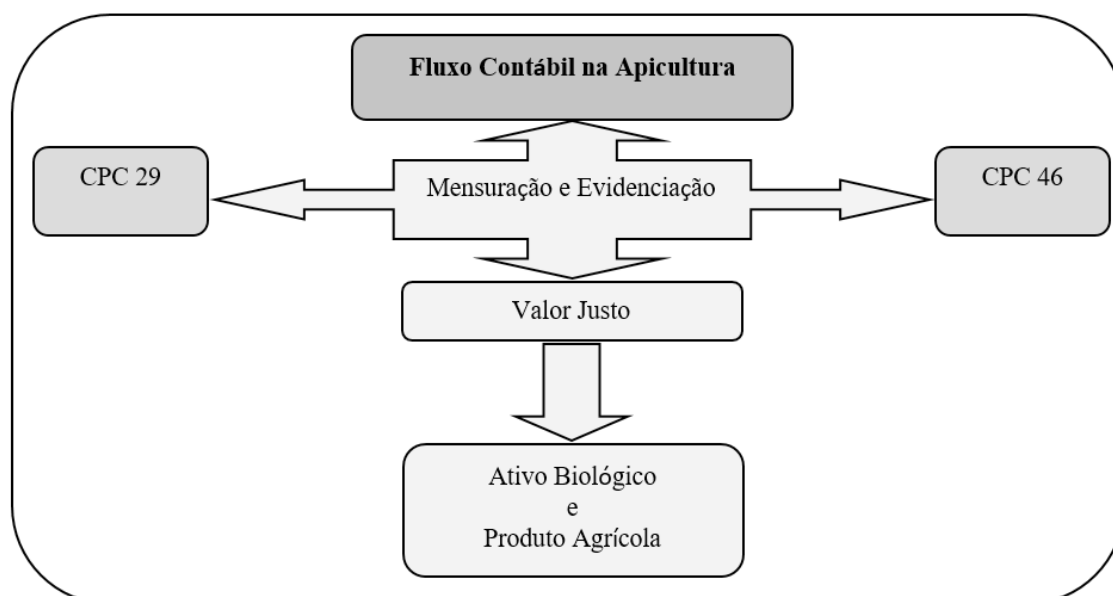 Fluxo Contábil na Apicultura
CPC 29
Mensuração e Evidenciação
CPC 46
Valor Justo
Ativo Biológico
e
Produto Agrícola